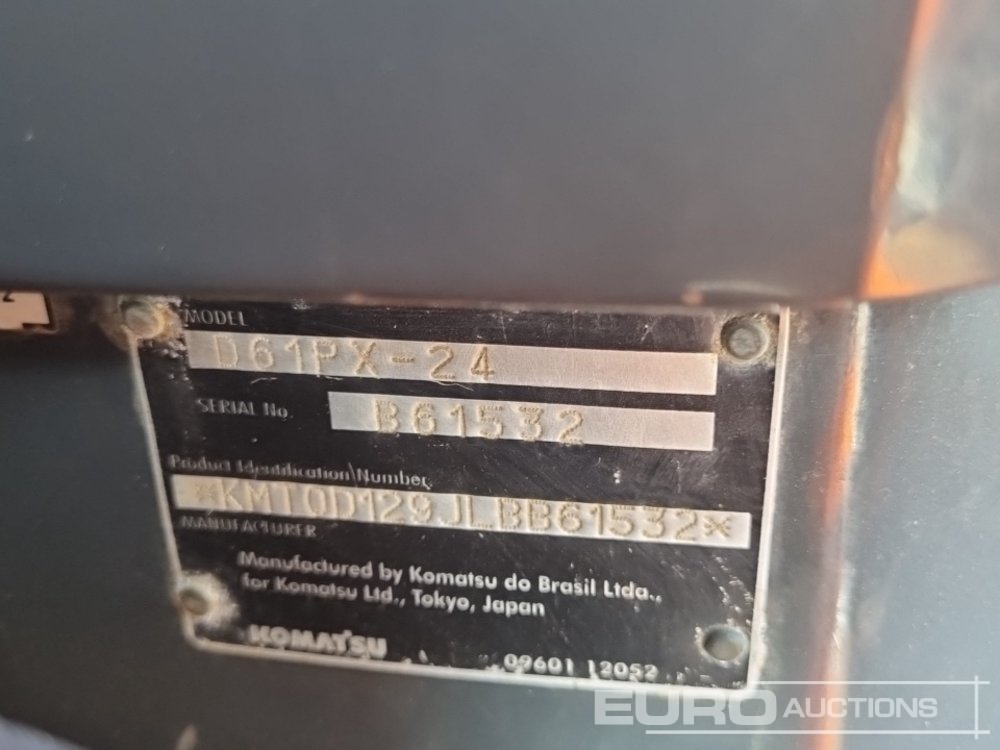 2
MODEL
D61PX-24
SERIAL No.
B61532
Product Identification Number
*KMT0D129JLBB61532*
MANUFACTURER
Manufactured by Komatsu do Brasil Ltda.,
for Komatsu Ltd., Tokyo, Japan
KOMATSU
09601 12052
EURO AUCTIONS